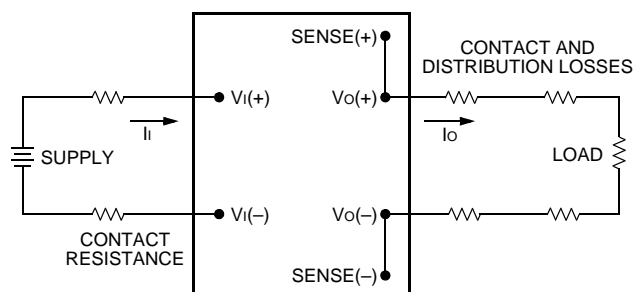 SENSE(+)
CONTACT AND
DISTRIBUTION LOSSES
VI(+)
VO(+)
II
IO
SUPPLY
LOAD
VI(–)
VO(–)
CONTACT
RESISTANCE
SENSE(–)